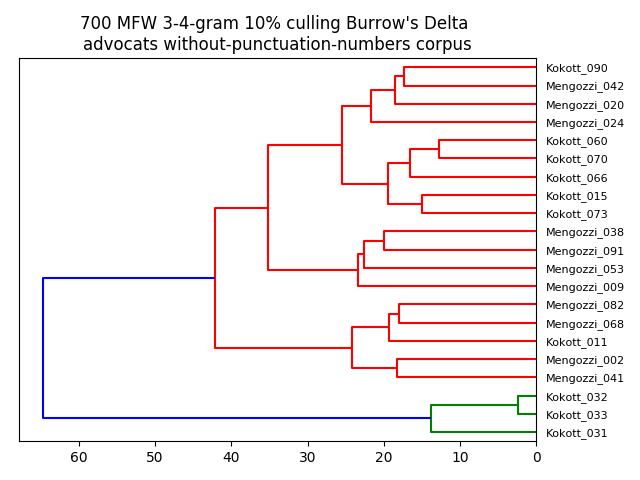 700 MFW 3-4-gram 10% culling Burrow's Delta
advocats without-punctuation-numbers corpus
Kokott_090
Mengozzi_042
Mengozzi_020
Mengozzi_024
Kokott_060
Kokott_070
Kokott_066
Kokott_015
Kokott_073
Mengozzi_038
Mengozzi_091
Mengozzi_053
Mengozzi_009
Mengozzi_082
Mengozzi_068
Kokott_011
Mengozzi_002
Mengozzi_041
Kokott_032
Kokott_033
Kokott_031
60 50 40 30 20 10 0